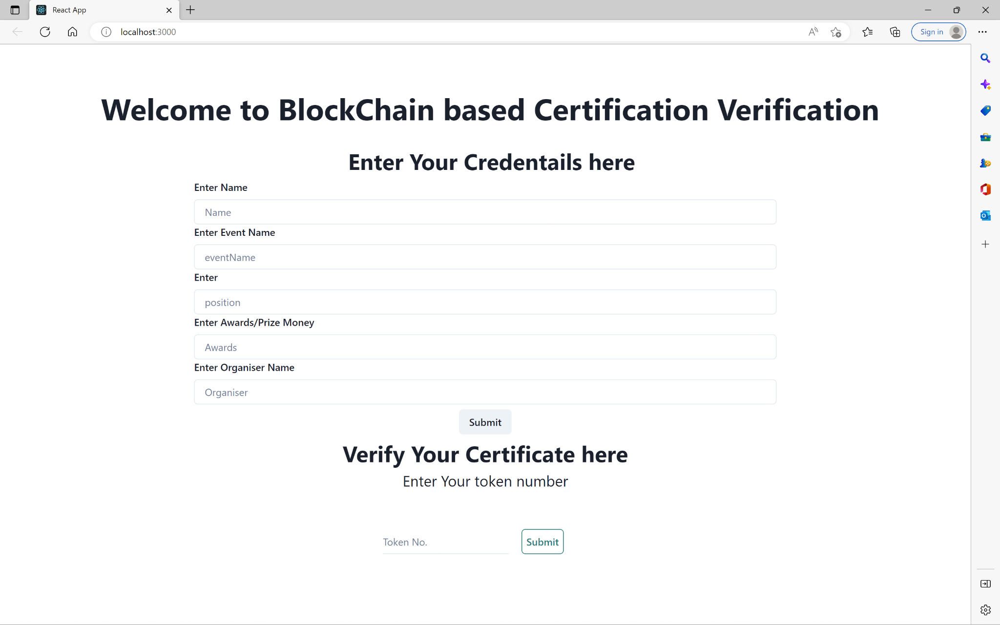 React App
localhost:3000
Sign in
Welcome to BlockChain based Certification Verification
Enter Your Credentails here
Enter Name
Name
Enter Event Name
eventName
Enter
position
Enter Awards/Prize Money
Awards
Enter Organiser Name
Organiser
Submit
Verify Your Certificate here
Enter Your token number
Token No.
Submit